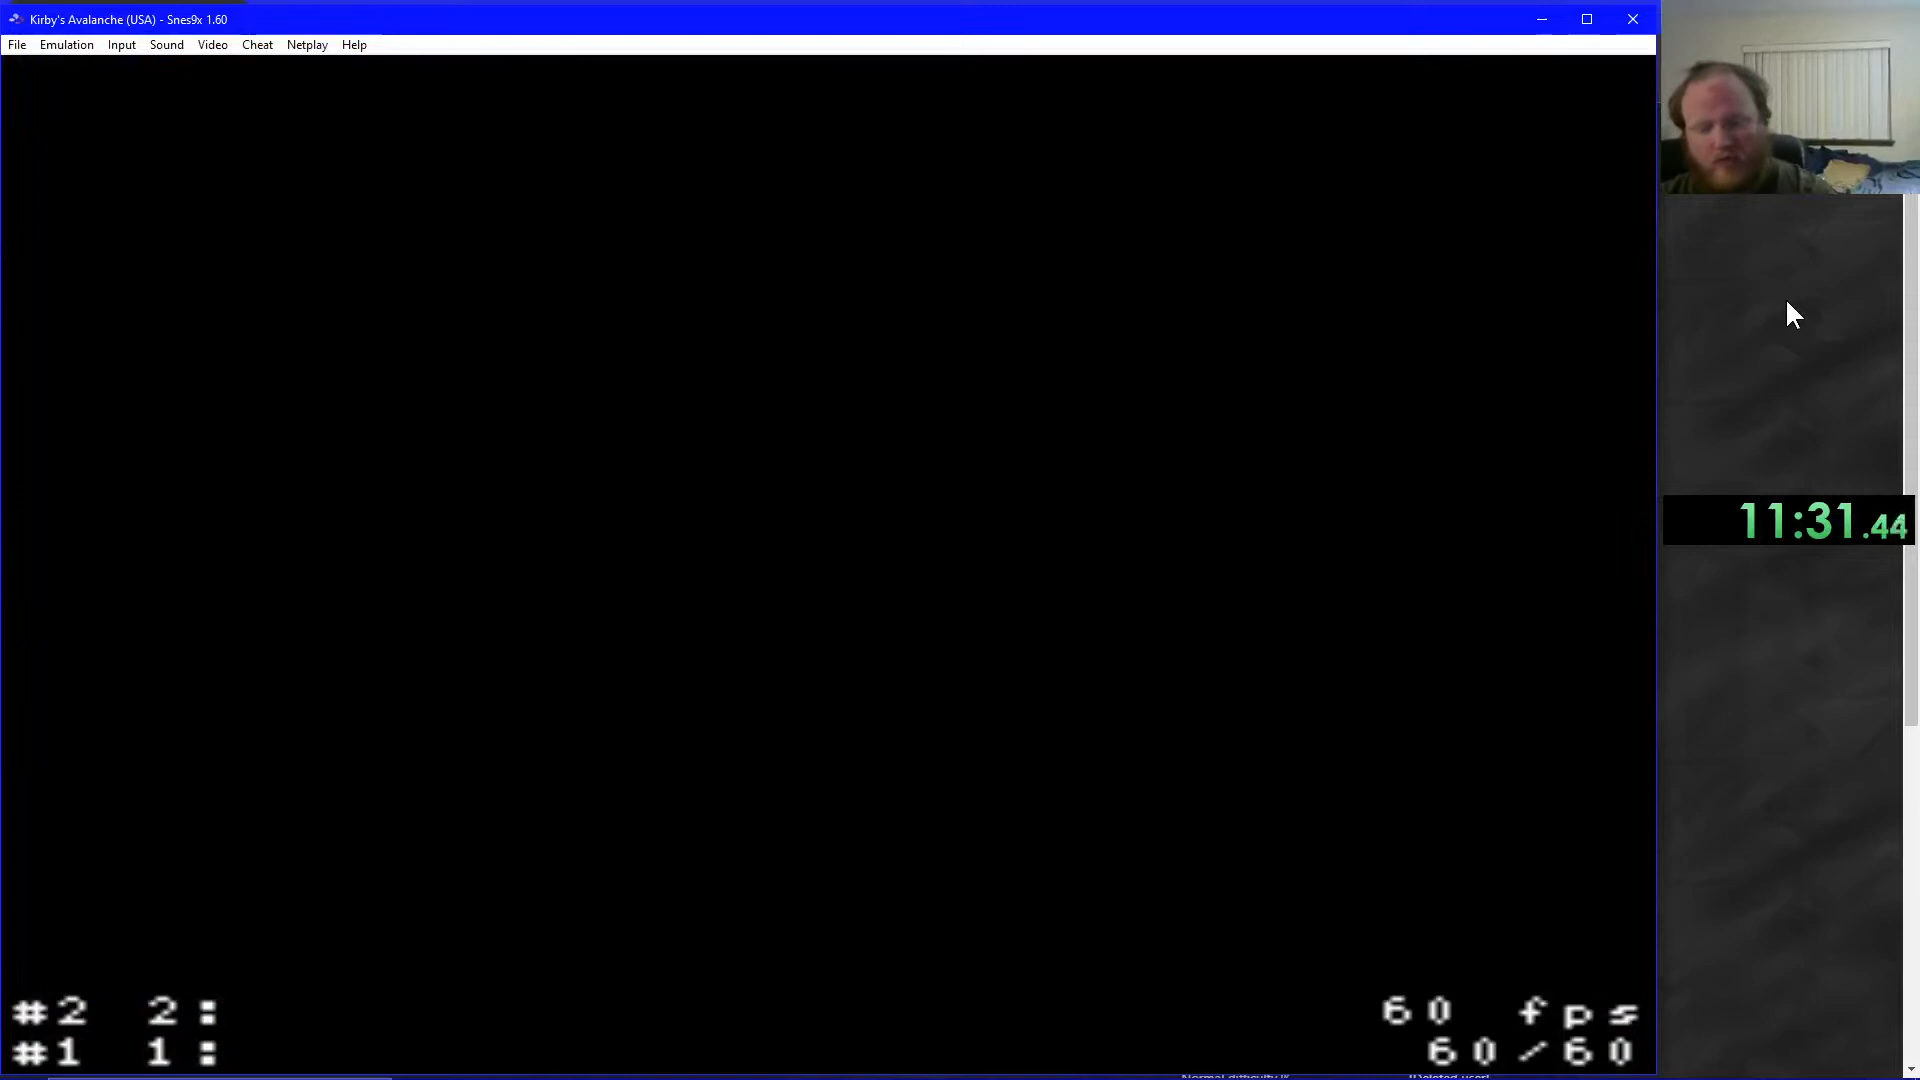 Kirby's Avalanche (USA) - Snes9x 1.60
File Emulation Input Sound Video Cheat Netplay Help
11:31.44
#2 2:
60 fps
#1 1:
60/60